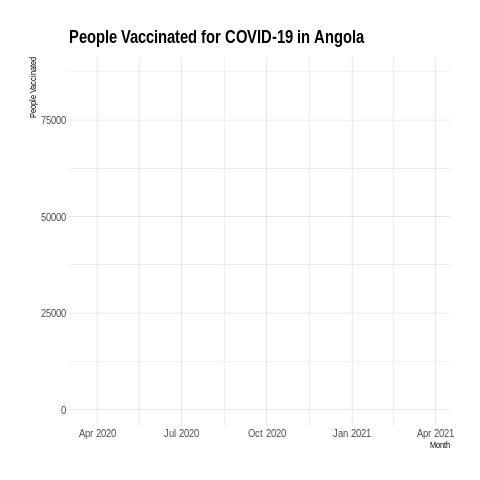 People Vaccinated for COVID-19 in Angola
People Vaccinated
75000
50000
25000
0
Apr 2020
Jul 2020
Oct 2020
Jan 2021
Apr 2021
Month